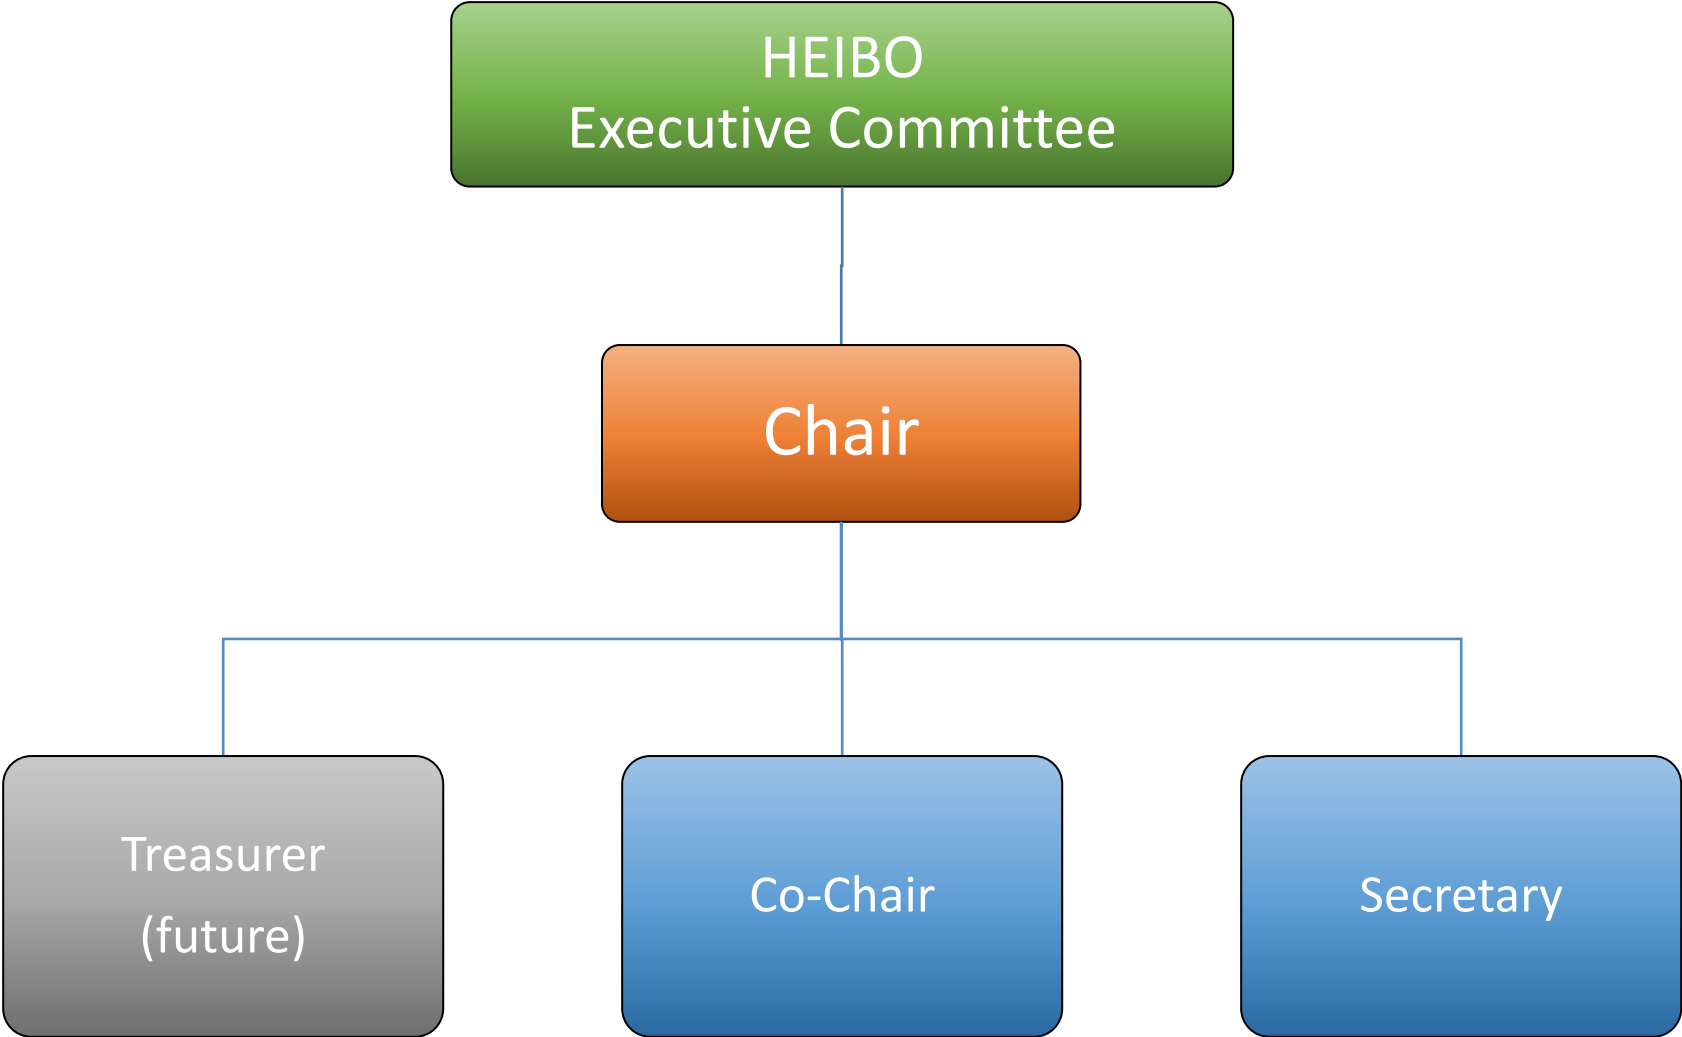 HEIBO
Executive Committee
Chair
Treasurer
(future)
Co-Chair
Secretary